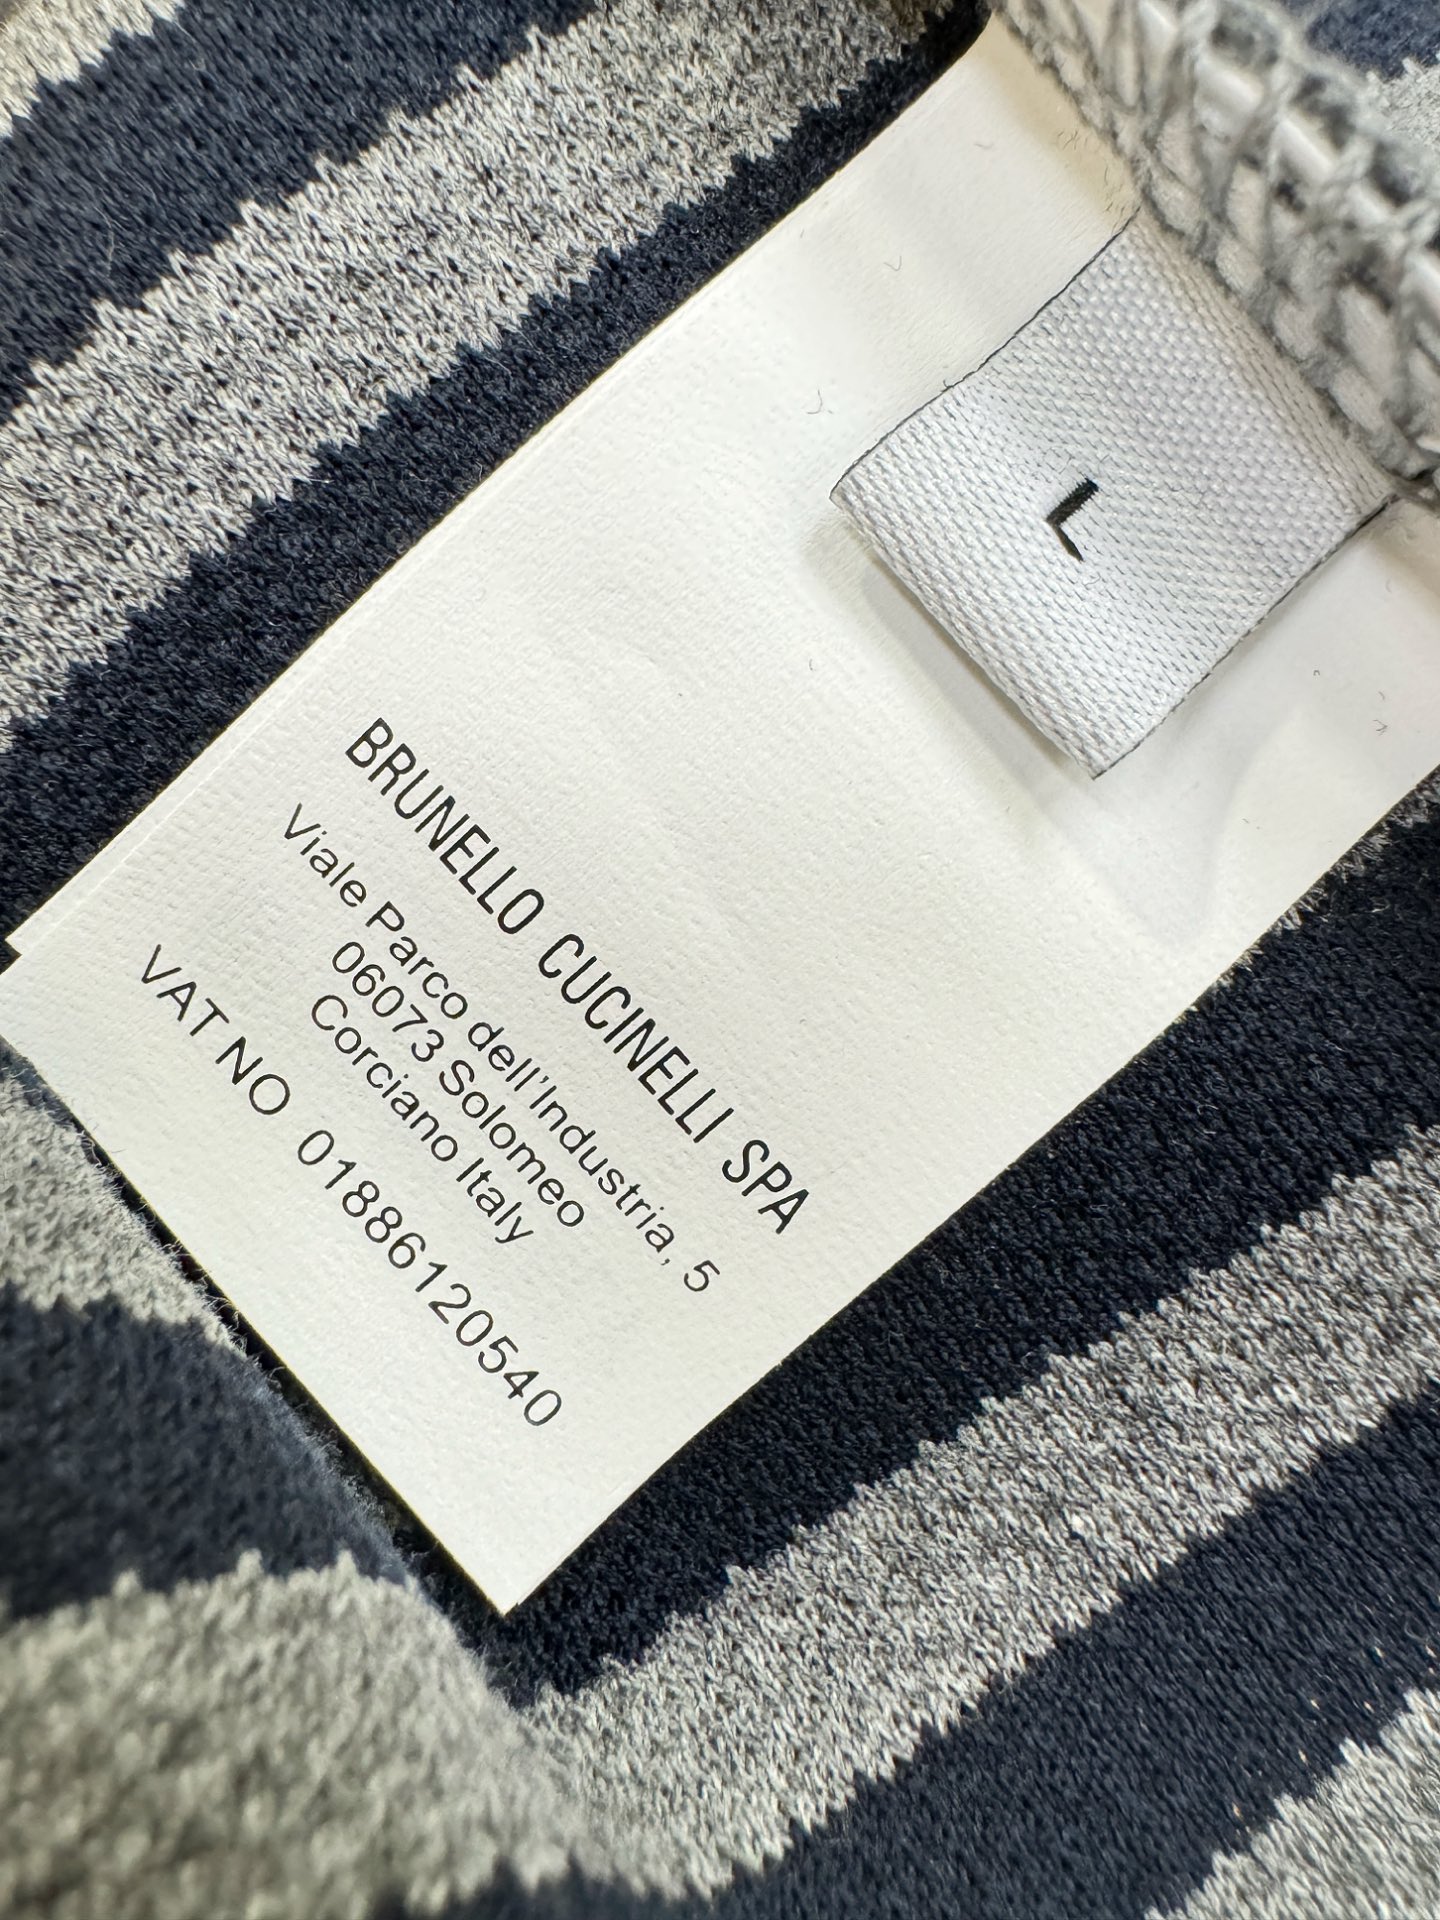 L
BRUNELLO CUCINELLI SPA
Viale Parco dell'Industria, 5
06073 Solomeo
Corciano Italy
VAT NO 01886120540